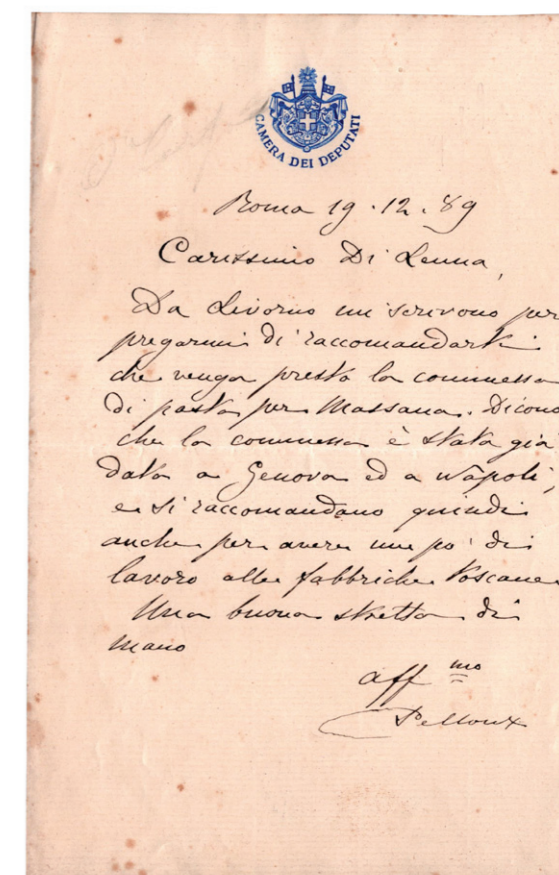 CAMERA DEI DEPUTATI
Roma 19.12.89
Carissimo Di Lenna,
Da Livorno mi scrivono per
pregarmi di raccomandarti
che venga presto la commessa
di pasta per Massaua. Dicono
che la commessa è stata già
data a Genova ed a Napoli,
e si raccomandano quindi
anche per avere un po' di
lavoro alle fabbriche toscane
Una buona stretta di
mano
aff mo
Pelloux